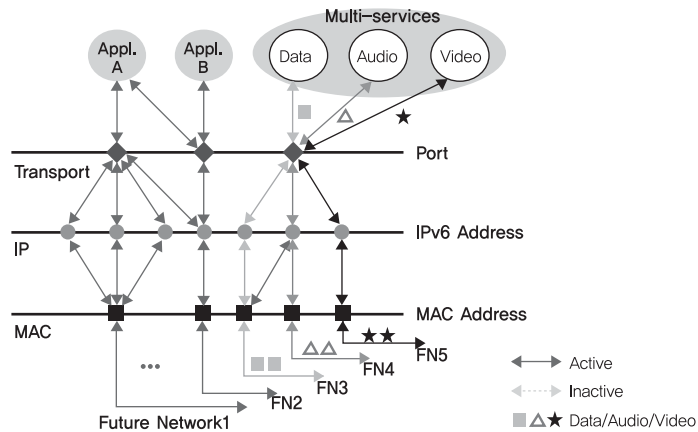 Multi-services
Appl.
A
Appl.
B
Data
Audio
Video
Transport
Port
IP
IPv6 Address
MAC
MAC Address
...
Future Network1
FN2
FN3
FN4
FN5
Active
Inactive
Data/Audio/Video